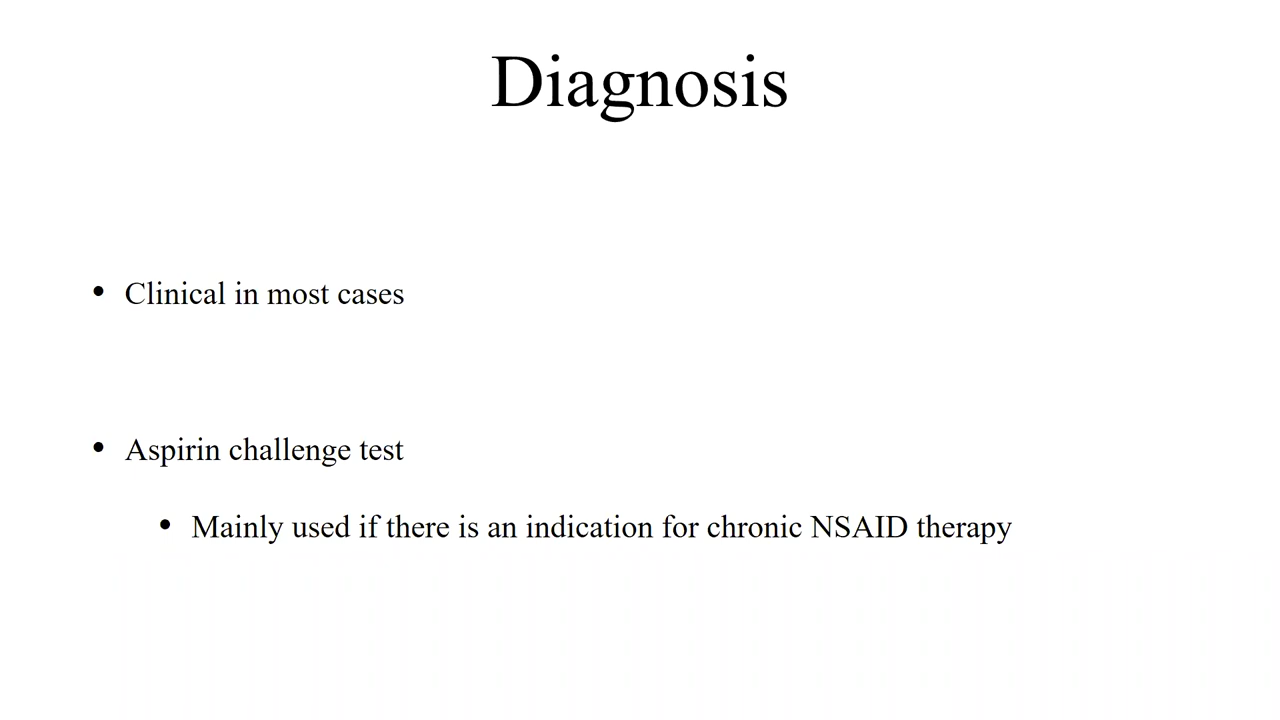 Diagnosis
• Clinical in most cases
• Aspirin challenge test
• Mainly used if there is an indication for chronic NSAID therapy